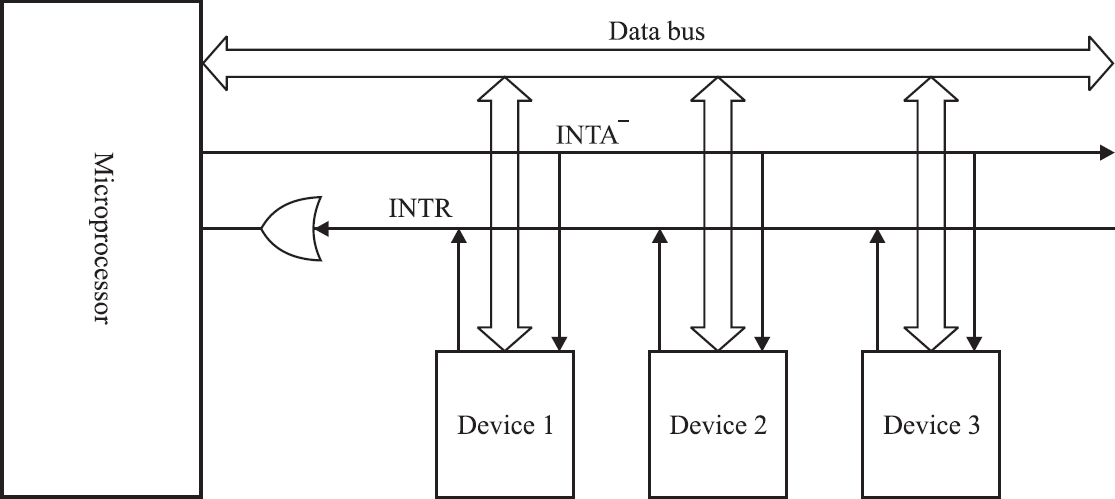 Data bus
Microprocessor
INTA¯
INTR
Device 1
Device 2
Device 3